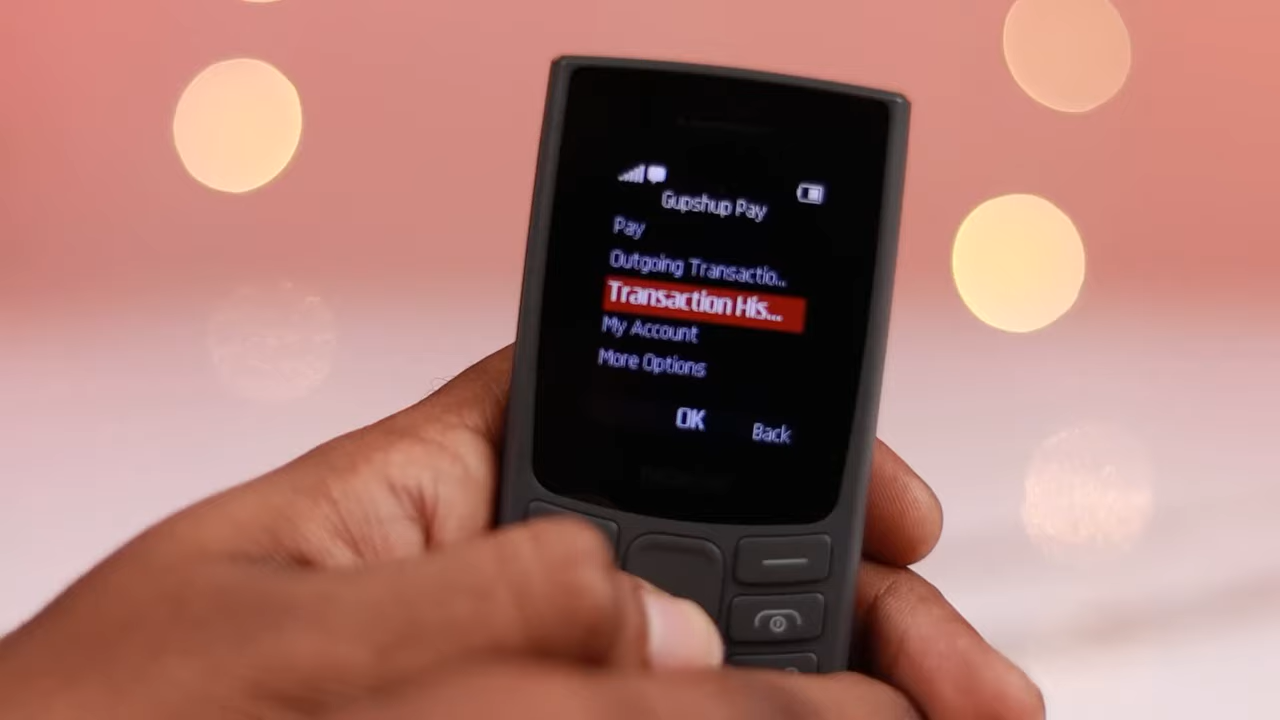 Gupshup Pay
Pay
Outgoing Transactio...
Transaction His...
My Account
More Options
OK
Back